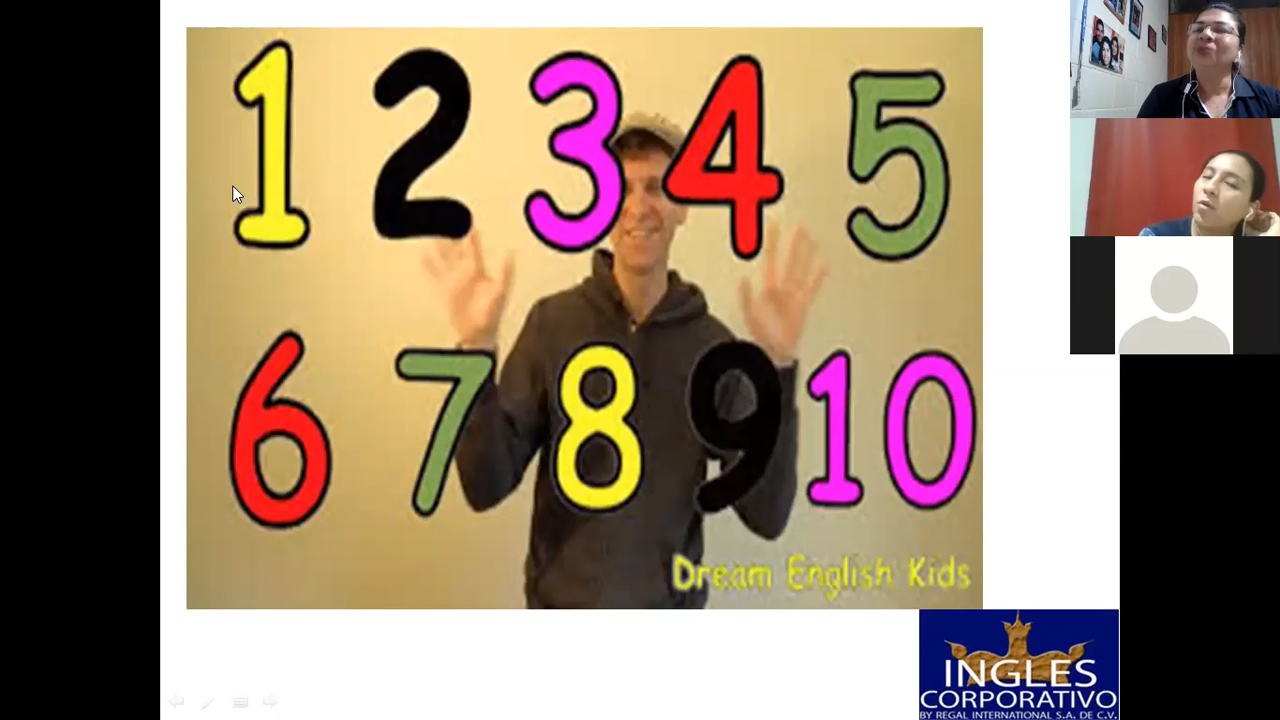 1 2 3 4 5
6 7 8 9 10
Dream English Kids
INGLES
CORPORATIVO
BY REGAL INTERNATIONAL S.A. DE C.V.